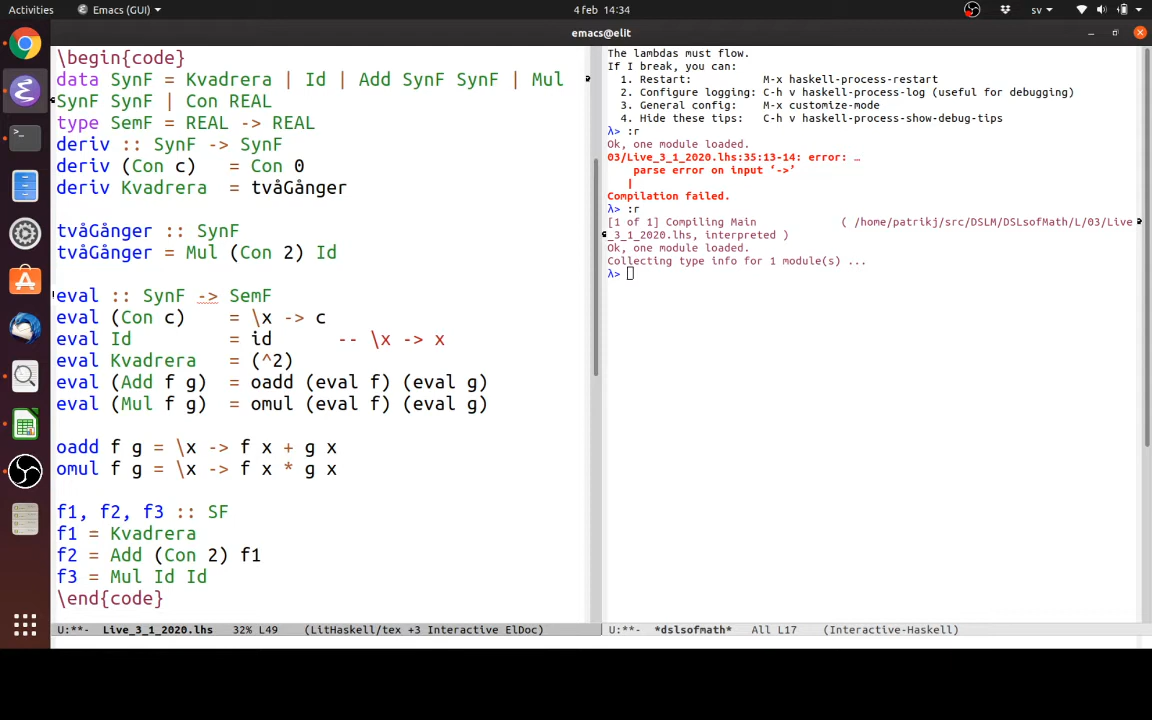 Activities
Emacs (GUI)
4 feb 14:34
sv
emacs@elit
\begin{code}
data SynF = Kvadrera | Id | Add SynF SynF | Mul
SynF SynF | Con REAL
type SemF = REAL -> REAL
deriv :: SynF -> SynF
deriv (Con c)    = Con 0
deriv Kvadrera   = tvåGånger
tvåGånger :: SynF
tvåGånger = Mul (Con 2) Id
eval :: SynF -> SemF
eval (Con c)    = \x -> c
eval Id         = id      -- \x -> x
eval Kvadrera   = (^2)
eval (Add f g)  = oadd (eval f) (eval g)
eval (Mul f g)  = omul (eval f) (eval g)
oadd f g = \x -> f x + g x
omul f g = \x -> f x * g x
f1, f2, f3 :: SF
f1 = Kvadrera
f2 = Add (Con 2) f1
f3 = Mul Id Id
\end{code}
U:**-  Live_3_1_2020.lhs   32% L49   (LitHaskell/tex +3 Interactive ElDoc)
The lambdas must flow.
If I break, you can:
1. Restart:           M-x haskell-process-restart
2. Configure logging: C-h v haskell-process-log (useful for debugging)
3. General config:    M-x customize-mode
4. Hide these tips:   C-h v haskell-process-show-debug-tips
λ> :r
Ok, one module loaded.
03/Live_3_1_2020.lhs:35:13-14: error: …
parse error on input ‘->’
|
Compilation failed.
λ> :r
[1 of 1] Compiling Main             ( /home/patrikj/src/DSLM/DSLsofMath/L/03/Live
_3_1_2020.lhs, interpreted )
Ok, one module loaded.
Collecting type info for 1 module(s) ...
λ>
U:**-  *dslsofmath*   All L17    (Interactive-Haskell)